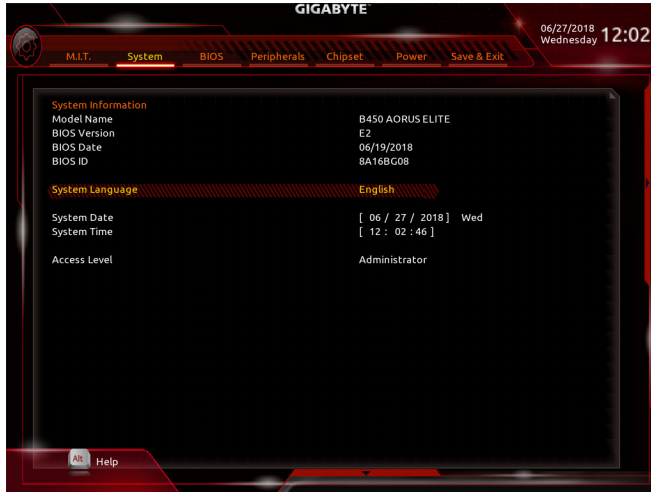 GIGABYTE
06/27/2018
Wednesday 12:02
M.I.T. System BIOS Peripherals Chipset Power Save & Exit
System Information
Model Name B450 AORUS ELITE
BIOS Version E2
BIOS Date 06/19/2018
BIOS ID 8A16BG08
System Language English
System Date [ 06 / 27 / 2018 ] Wed
System Time [ 12 : 02 : 46 ]
Access Level Administrator
Alt Help